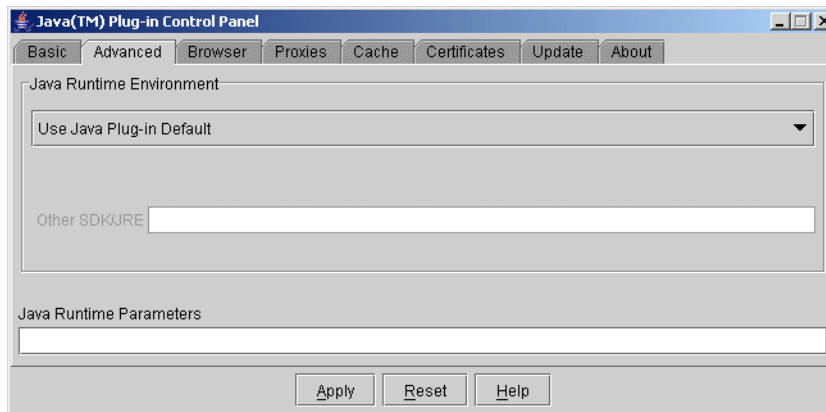 Java(TM) Plug-in Control Panel
Basic Advanced Browser Proxies Cache Certificates Update About
Java Runtime Environment
Use Java Plug-in Default
Other SDK/JRE
Java Runtime Parameters
Apply Reset Help